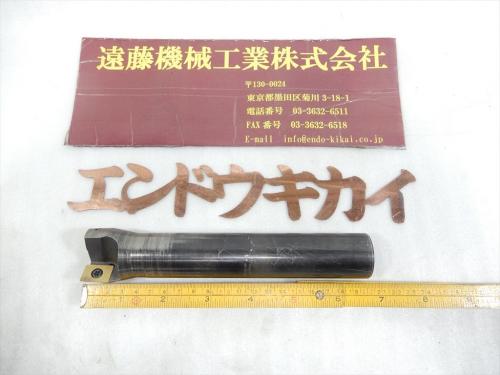 遠藤機械工業株式会社
〒130-0024
東京都墨田区菊川3-18-1
電話番号 03-3632-6511
FAX番号 03-3632-6518
E-mail info@endo-kikai.co.jp
エンドウキカイ
1 2 3 4 5 6 7 8 9